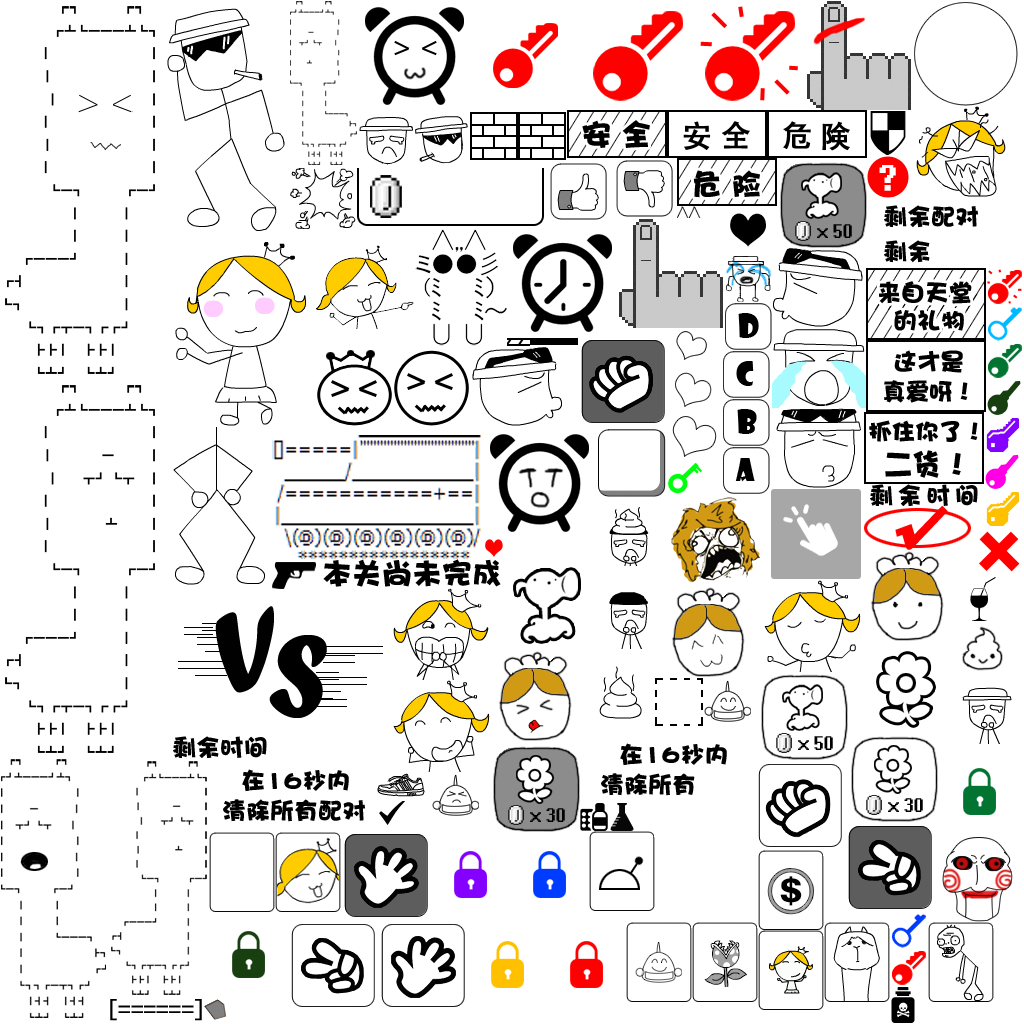 安全
安全
危險
?
危险
×50
剩余配对
剩余
来自天堂
的礼物
D
C
这才是
真爱呀！
B
抓住你了！
二货！
A
剩余时间
本关尚未完成
VS
×50
剩余时间
在16秒内
清除所有配对
在16秒内
清除所有
×30
×30
$
[======]